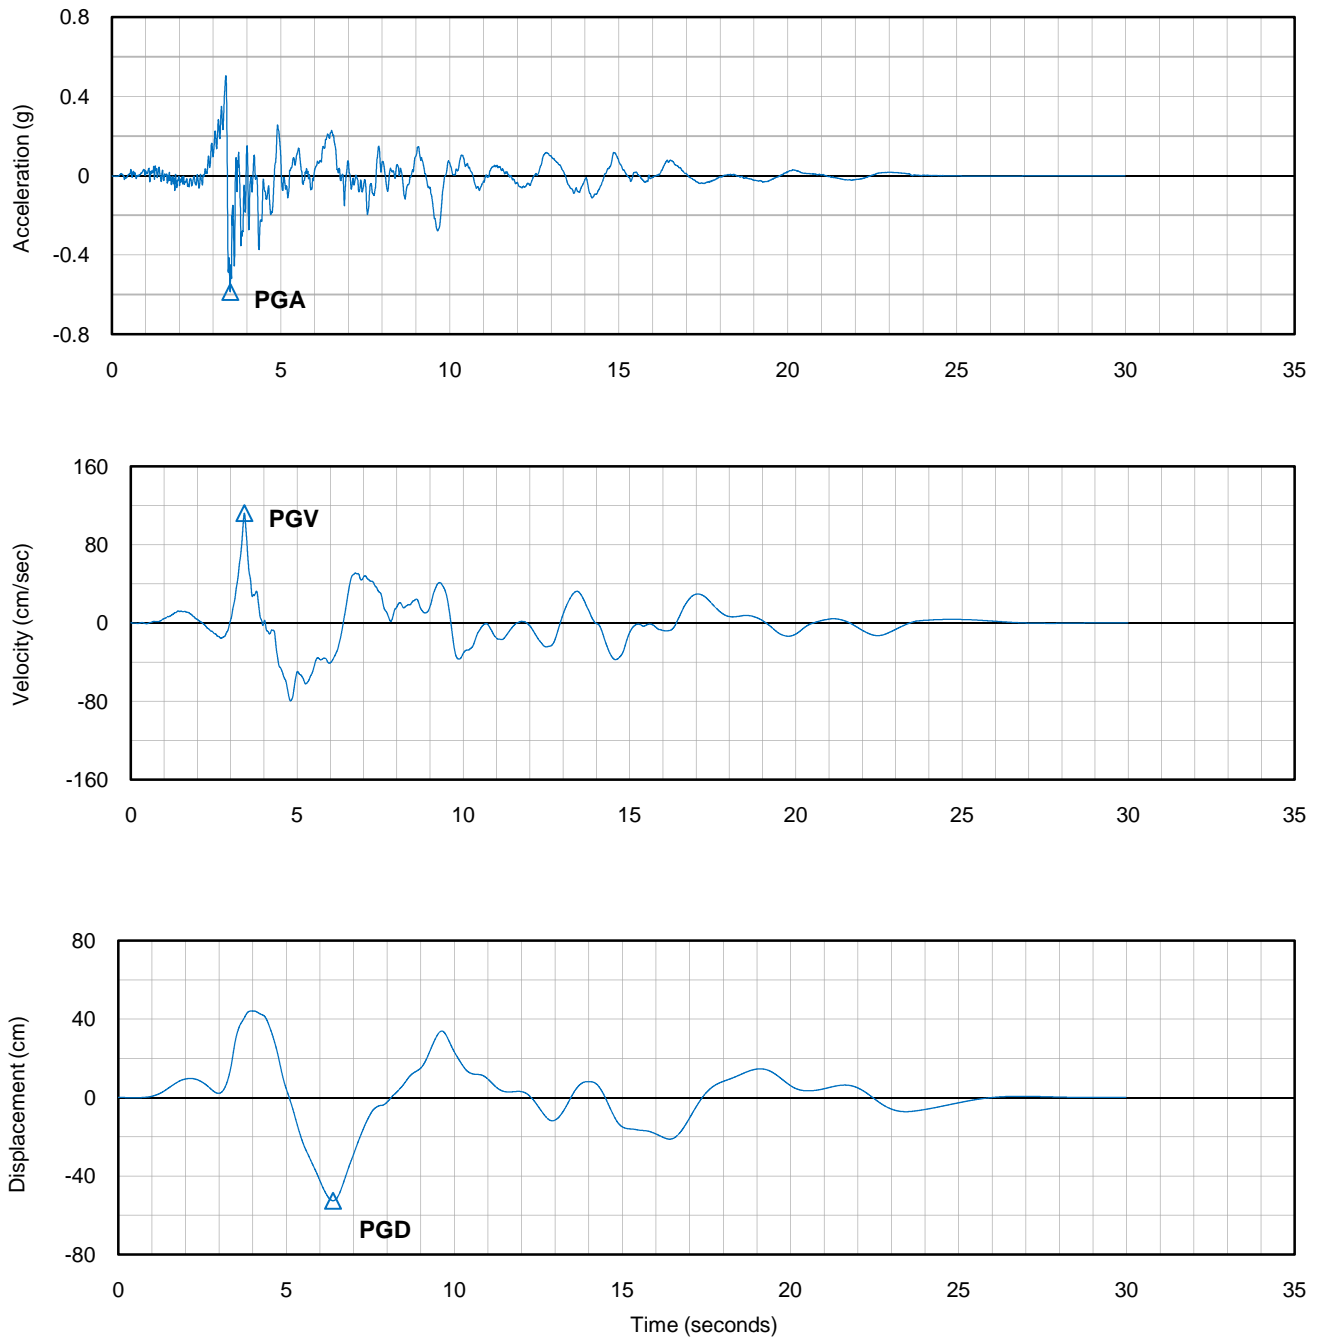 0.8
0.4
0
-0.4
-0.8
Acceleration (g)
PGA
0 5 10 15 20 25 30 35
160
80
0
-80
-160
Velocity (cm/sec)
PGV
0 5 10 15 20 25 30 35
80
40
0
-40
-80
Displacement (cm)
PGD
0 5 10 15 20 25 30 35
Time (seconds)